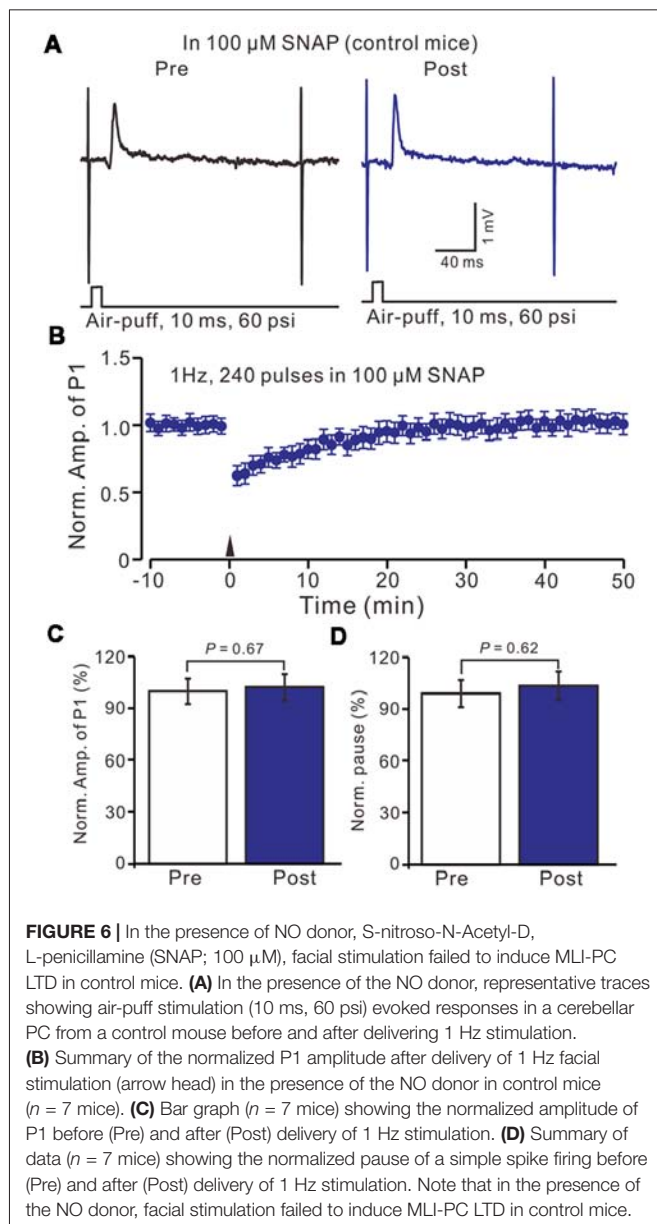 A
In 100 μM SNAP (control mice)
Pre
Post
1 mV
40 ms
Air-puff, 10 ms, 60 psi
Air-puff, 10 ms, 60 psi
B
1Hz, 240 pulses in 100 μM SNAP
Norm. Amp. of P1
1.5
1.0
0.5
0
-10
0
10
20
30
40
50
Time (min)
C
P = 0.67
Norm. Amp. of P1 (%)
120
90
60
30
0
Pre
Post
D
P = 0.62
Norm. pause (%)
120
90
60
30
0
Pre
Post
FIGURE 6 | In the presence of NO donor, S-nitroso-N-Acetyl-D,
L-penicillamine (SNAP; 100 μM), facial stimulation failed to induce MLI-PC
LTD in control mice. (A) In the presence of the NO donor, representative traces
showing air-puff stimulation (10 ms, 60 psi) evoked responses in a cerebellar
PC from a control mouse before and after delivering 1 Hz stimulation.
(B) Summary of the normalized P1 amplitude after delivery of 1 Hz facial
stimulation (arrow head) in the presence of the NO donor in control mice
(n = 7 mice). (C) Bar graph (n = 7 mice) showing the normalized amplitude of
P1 before (Pre) and after (Post) delivery of 1 Hz stimulation. (D) Summary of
data (n = 7 mice) showing the normalized pause of a simple spike firing before
(Pre) and after (Post) delivery of 1 Hz stimulation. Note that in the presence of
the NO donor, facial stimulation failed to induce MLI-PC LTD in control mice.